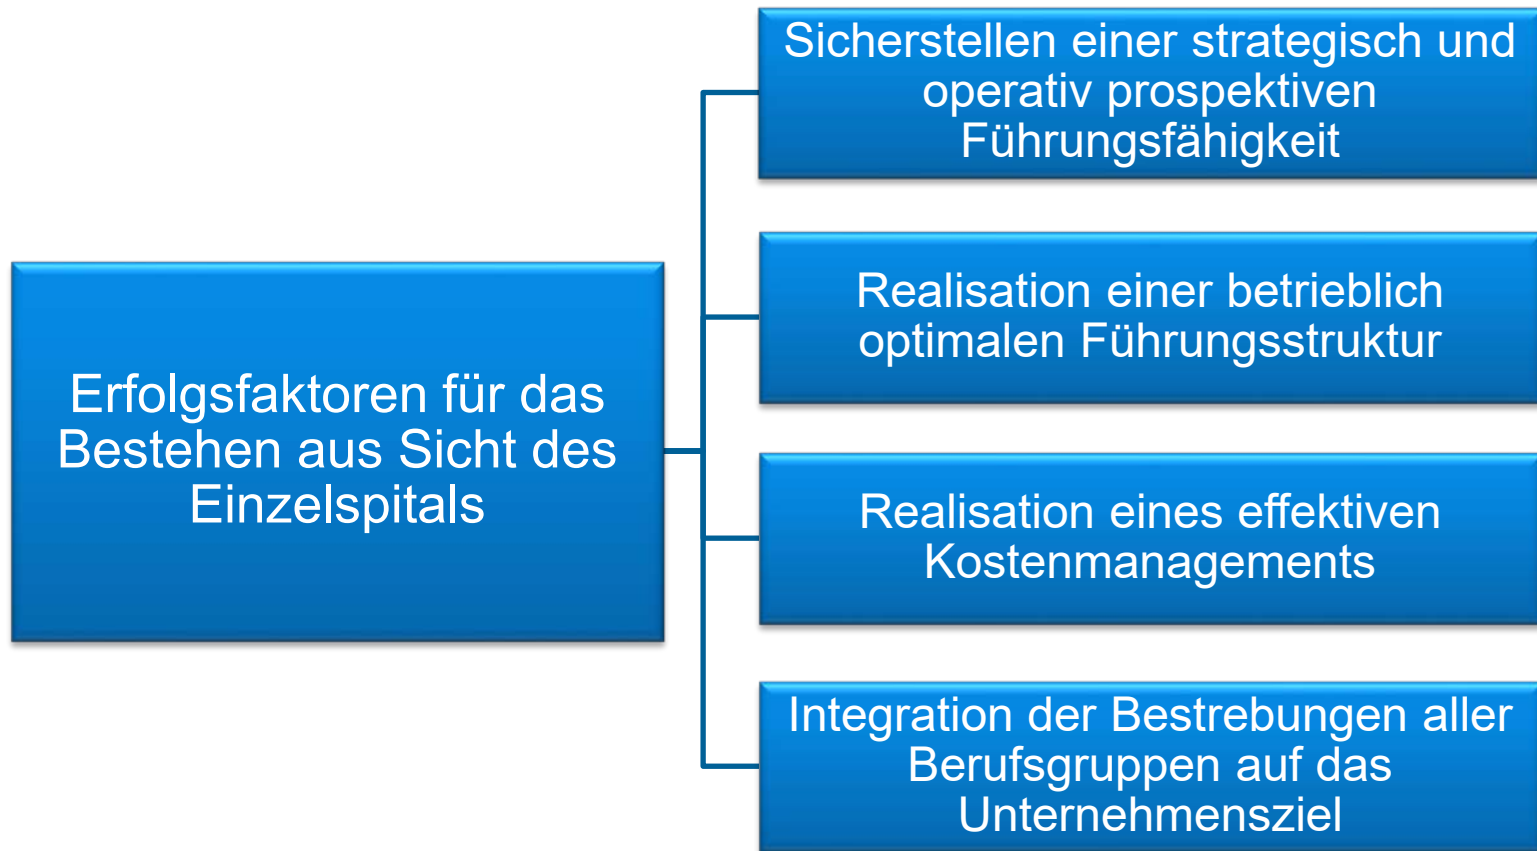 Sicherstellen einer strategisch und
operativ prospektiven
Führungsfähigkeit
Realisation einer betrieblich
optimalen Führungsstruktur
Erfolgsfaktoren für das
Bestehen aus Sicht des
Einzelspitals
Realisation eines effektiven
Kostenmanagements
Integration der Bestrebungen aller
Berufsgruppen auf das
Unternehmensziel